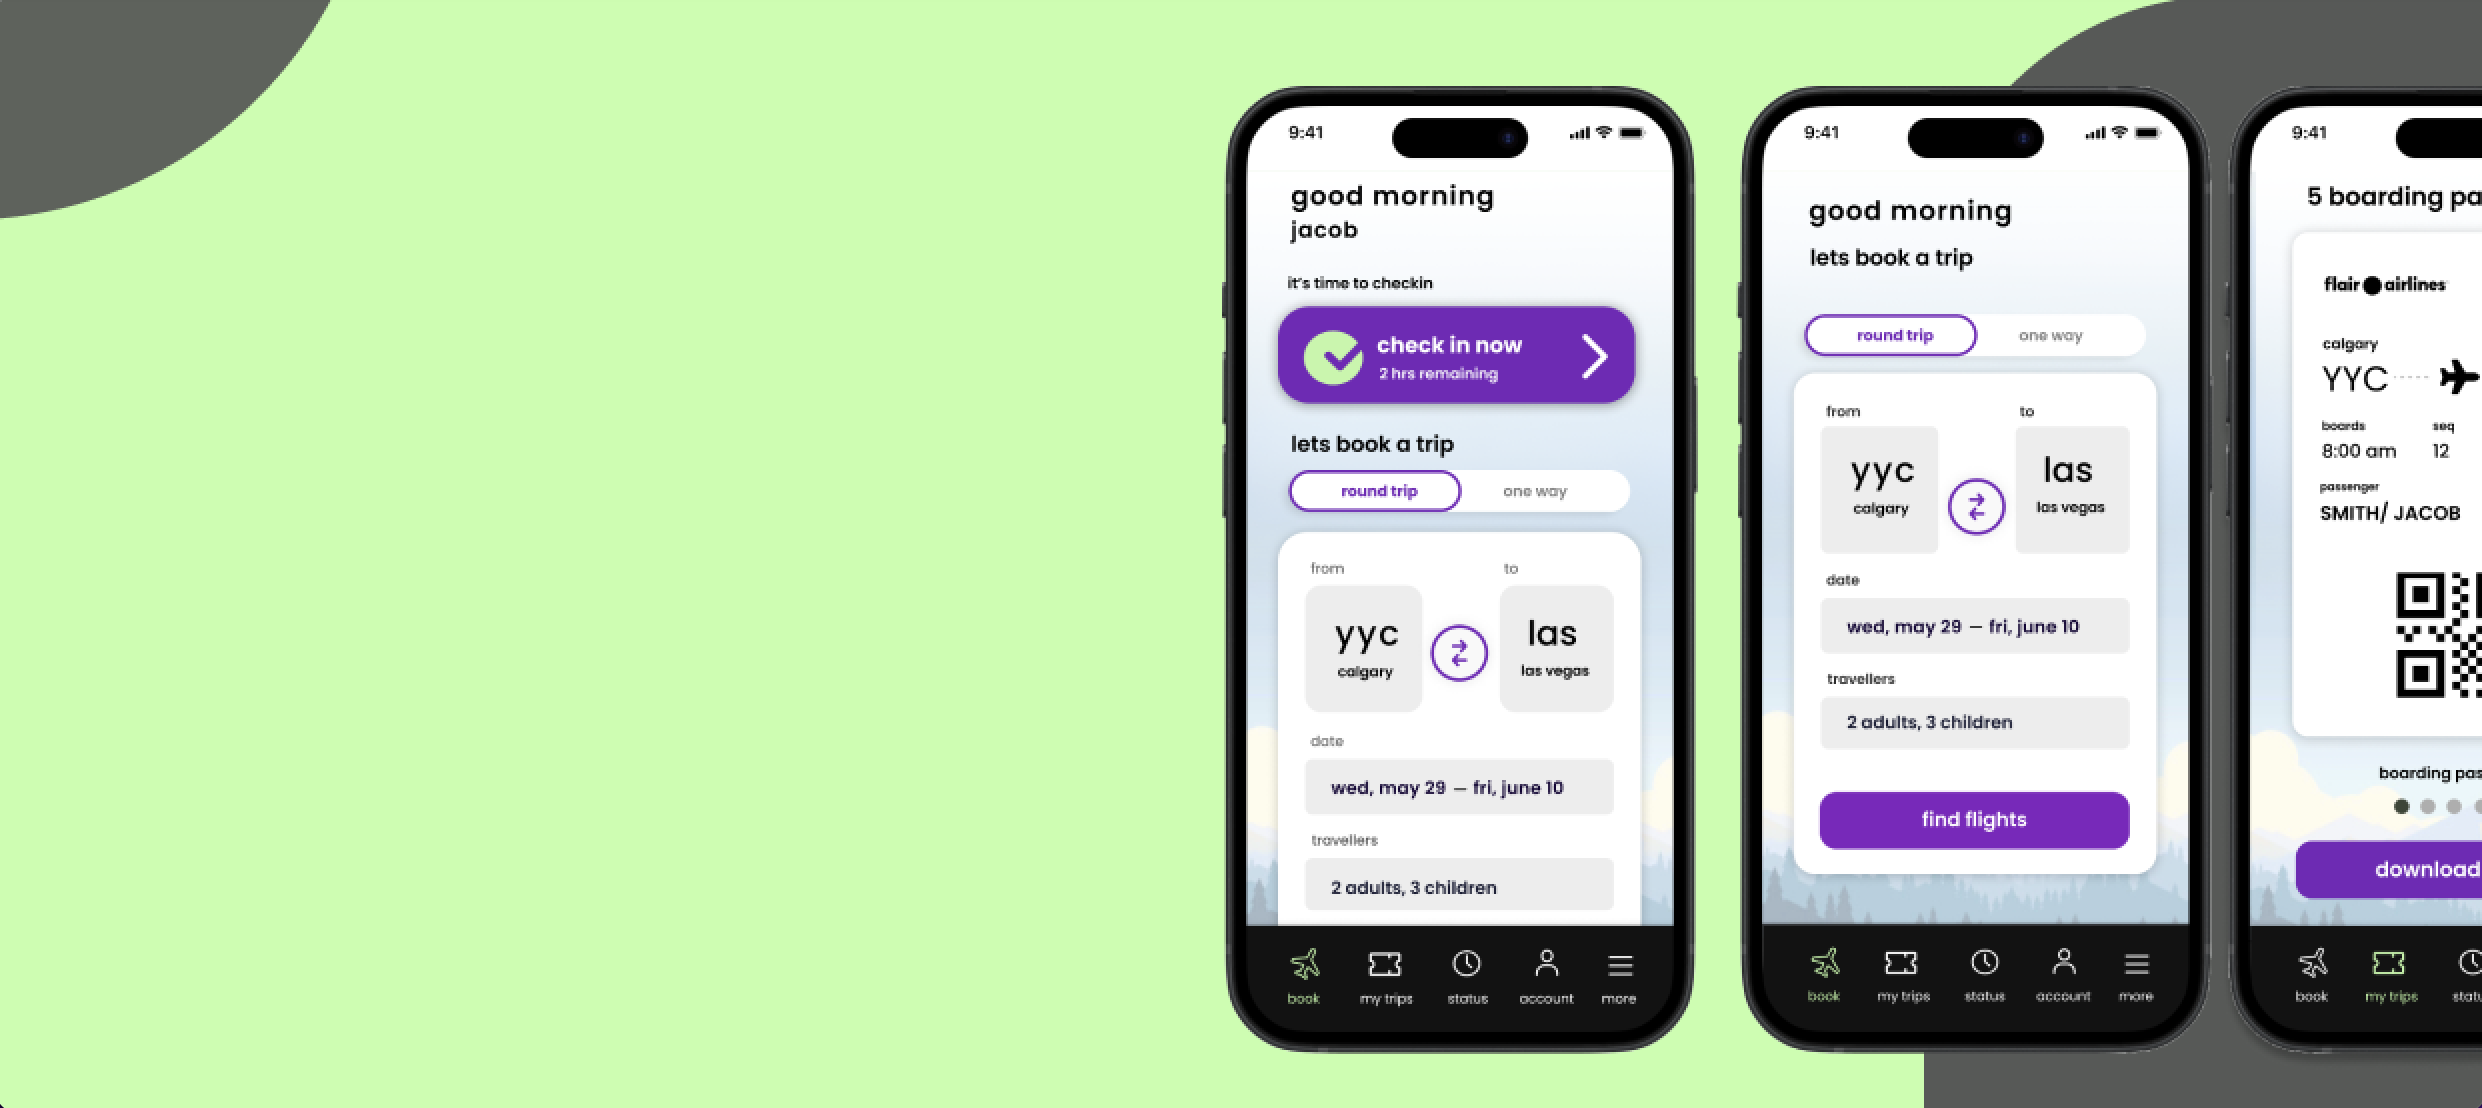 9:41
good morning
jacob
it's time to checkin
check in now
2 hrs remaining
lets book a trip
round trip one way
from to
yyc las
calgary las vegas
date
wed, may 29 – fri, june 10
travellers
2 adults, 3 children
book my trips status account more
9:41
good morning
lets book a trip
round trip one way
from to
yyc las
calgary las vegas
date
wed, may 29 – fri, june 10
travellers
2 adults, 3 children
find flights
book my trips status account more
9:41
5 boarding pa
flair airlines
calgary
YYC
boards seq
8:00 am 12
passenger
SMITH/ JACOB
boarding pas
download
book my trips statu